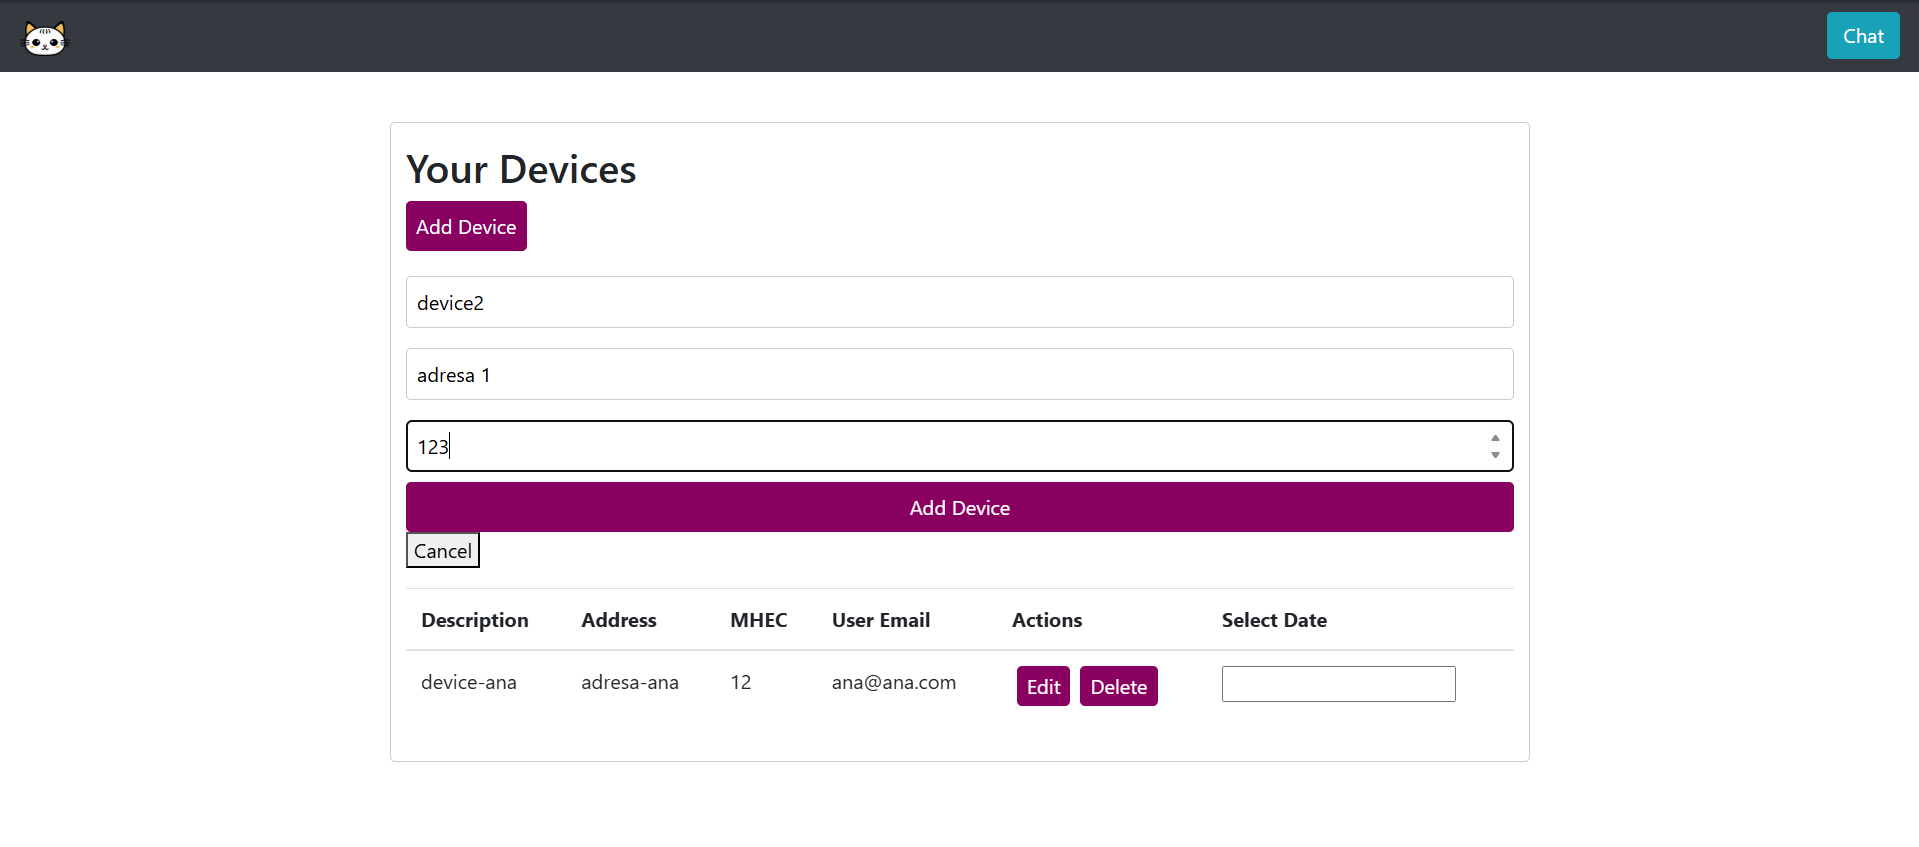 Chat
Your Devices
Add Device
device2
adresa 1
123
Add Device
Cancel
Description Address MHEC User Email Actions Select Date
device-ana adresa-ana 12 ana@ana.com Edit Delete